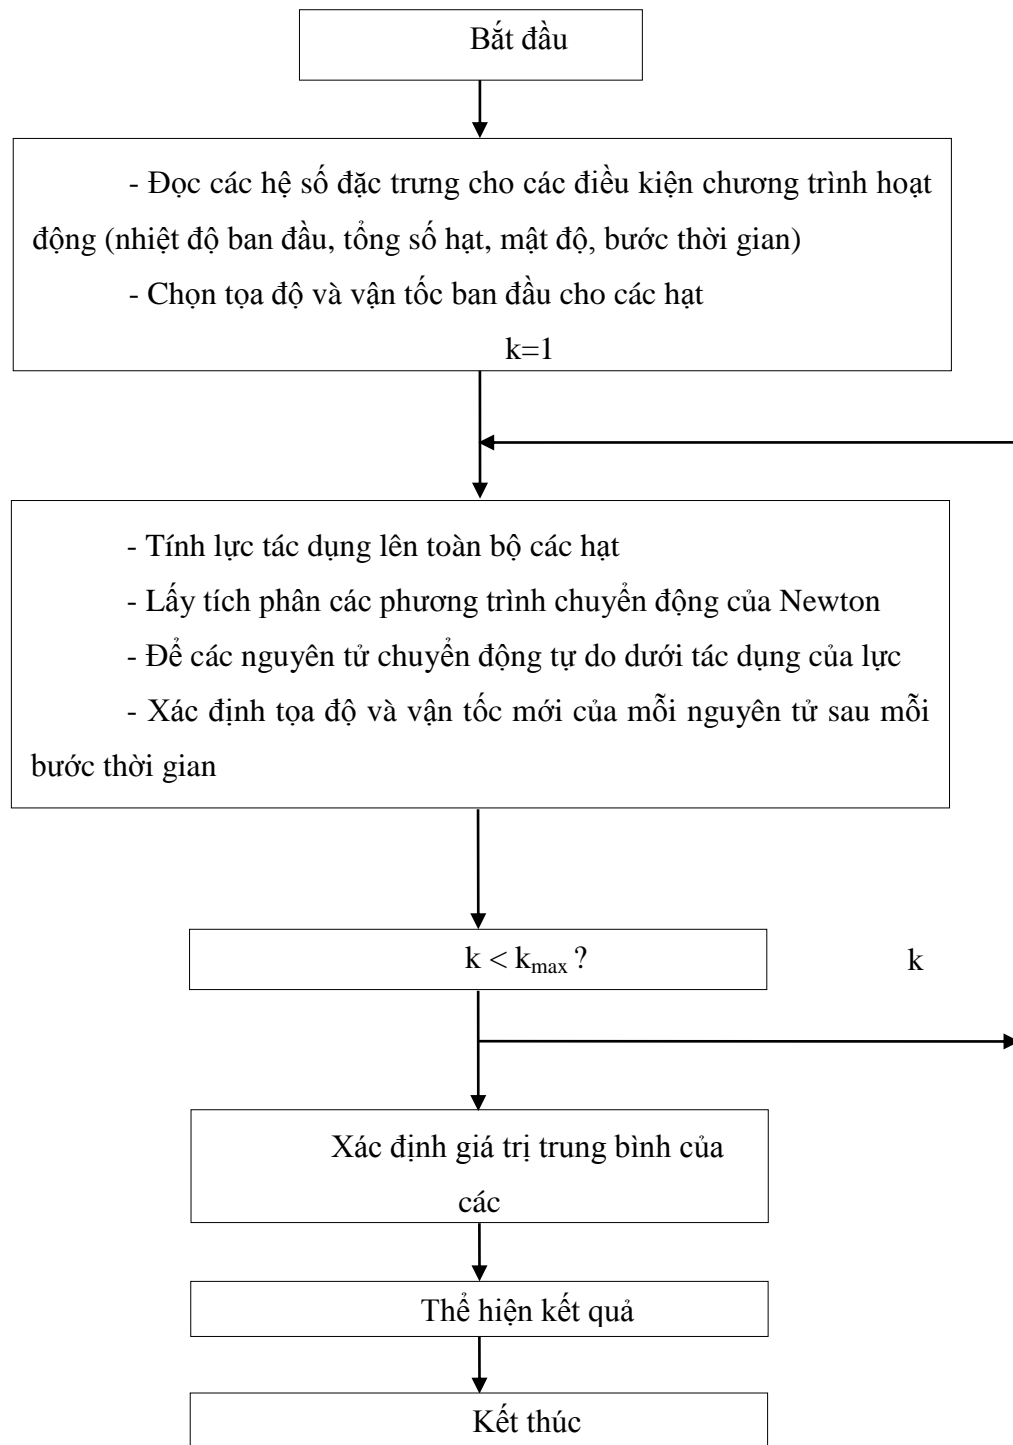 Bắt đầu
- Đọc các hệ số đặc trưng cho các điều kiện chương trình hoạt
động (nhiệt độ ban đầu, tổng số hạt, mật độ, bước thời gian)
- Chọn tọa độ và vận tốc ban đầu cho các hạt
k=1
- Tính lực tác dụng lên toàn bộ các hạt
- Lấy tích phân các phương trình chuyển động của Newton
- Để các nguyên tử chuyển động tự do dưới tác dụng của lực
- Xác định tọa độ và vận tốc mới của mỗi nguyên tử sau mỗi
bước thời gian
k < kmax ?
k
Xác định giá trị trung bình của
các
Thể hiện kết quả
Kết thúc